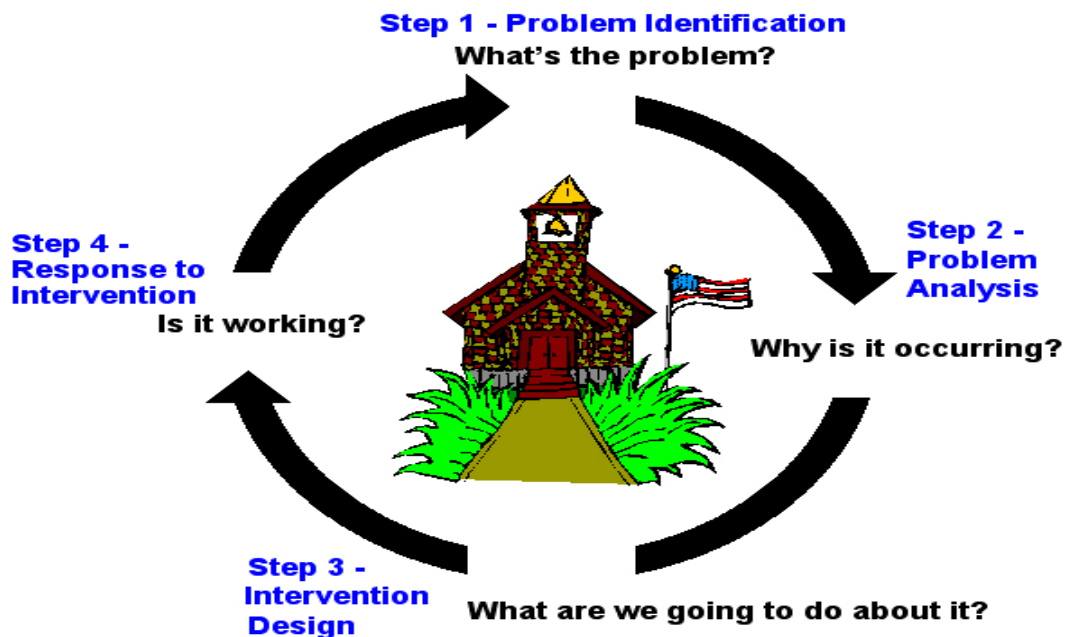 Step 1 - Problem Identification
What's the problem?
Step 2 -
Problem
Analysis
Why is it occurring?
Step 3 -
Intervention
Design
What are we going to do about it?
Step 4 -
Response to
Intervention
Is it working?